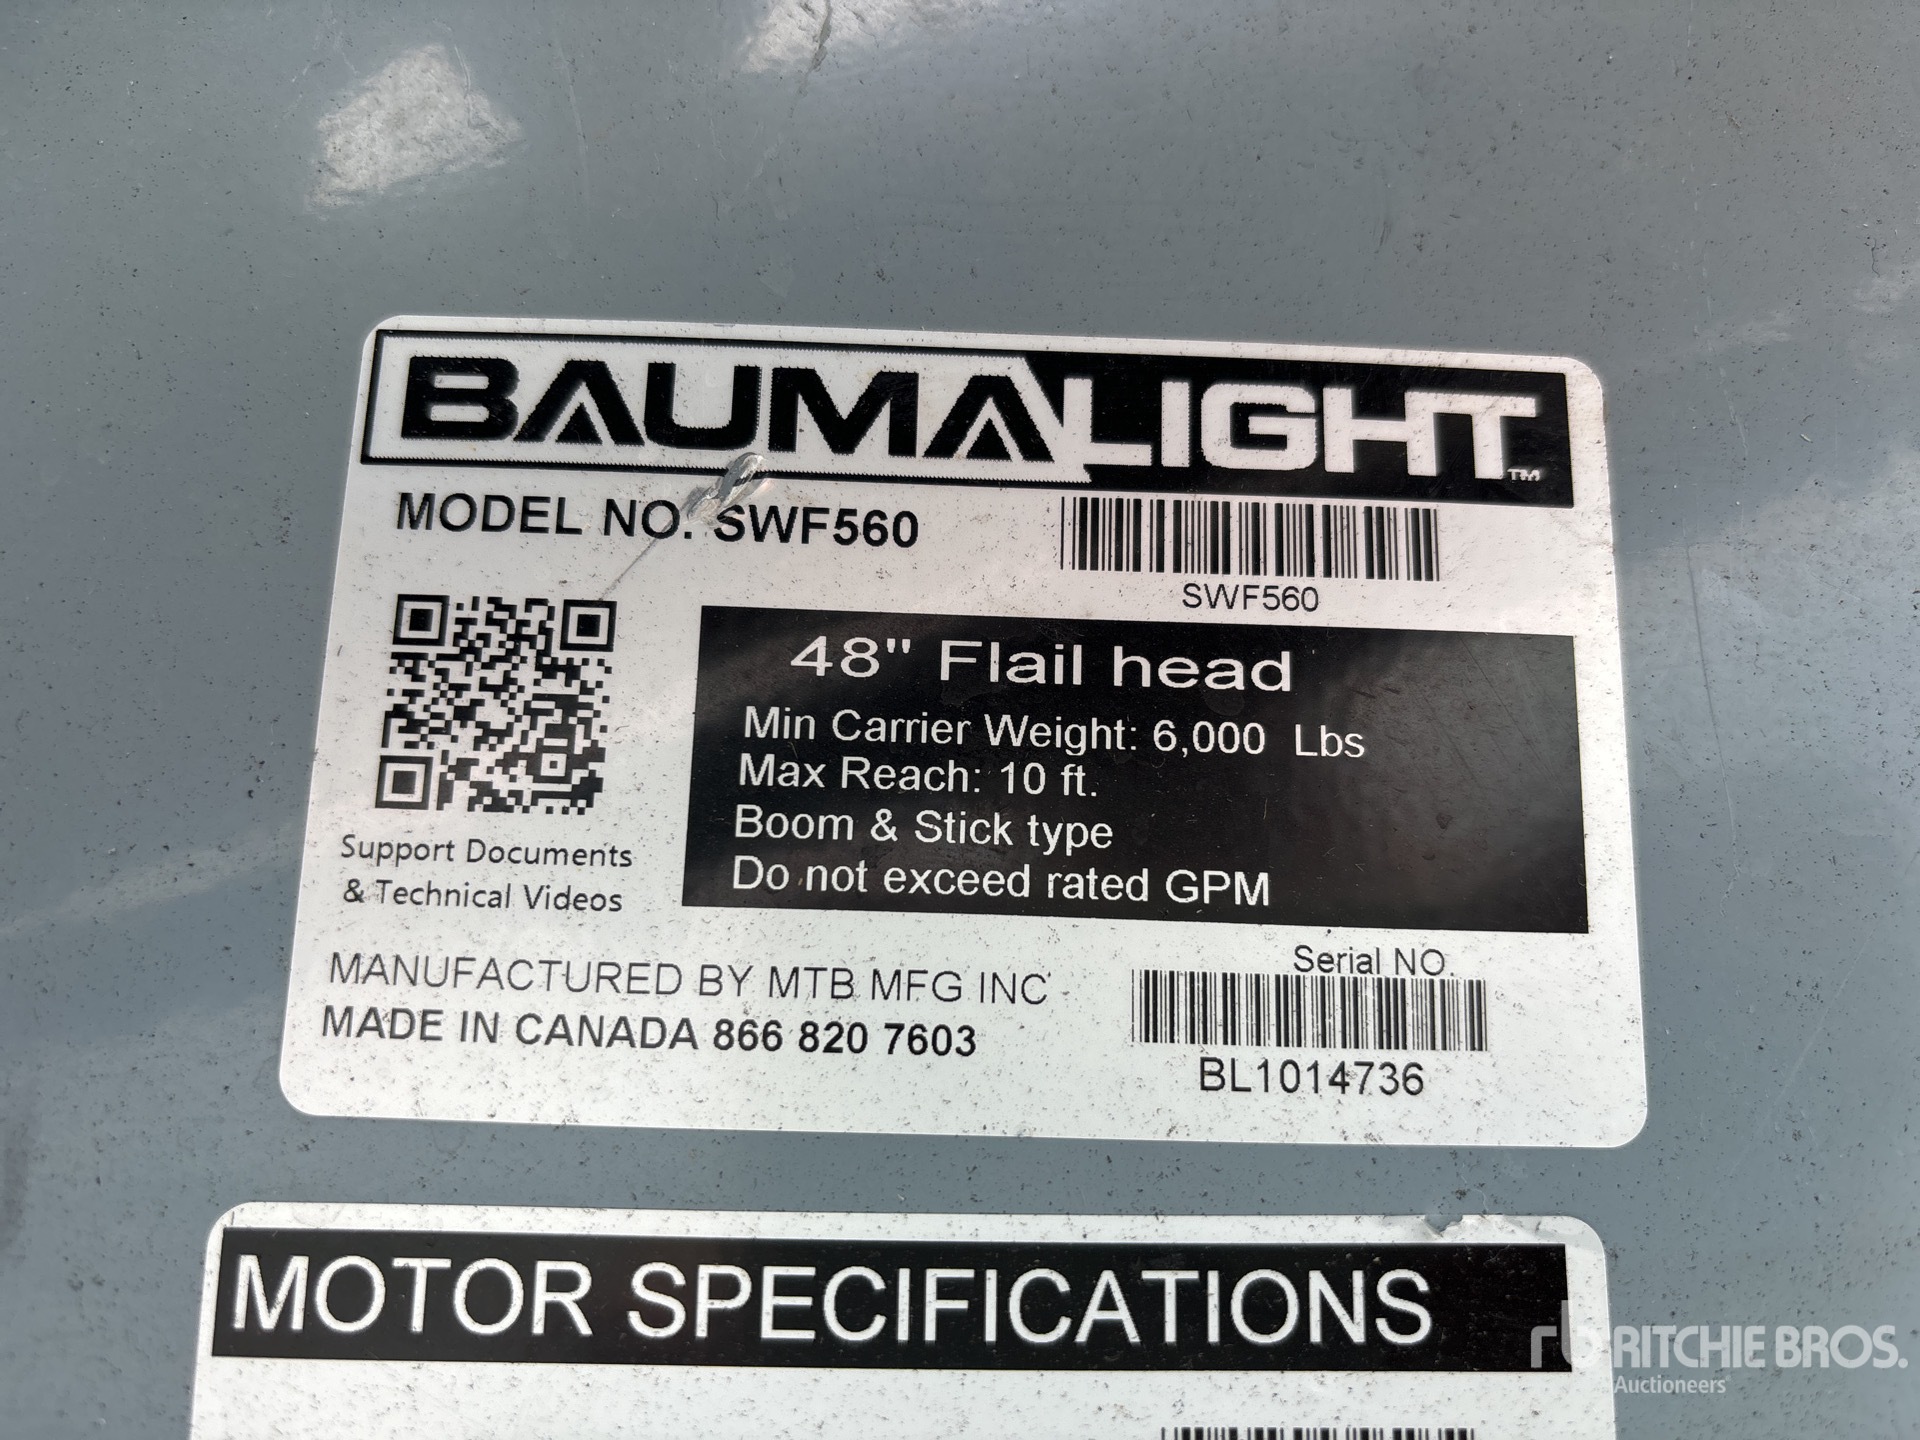 BAUMALIGHT™
MODEL NO. SWF560
SWF560
48" Flail head
Min Carrier Weight: 6,000 Lbs
Max Reach: 10 ft.
Boom & Stick type
Do not exceed rated GPM
Support Documents
& Technical Videos
MANUFACTURED BY MTB MFG INC
MADE IN CANADA 866 820 7603
Serial NO.
BL1014736
MOTOR SPECIFICATIONS
rb RITCHIE BROS.
Auctioneers